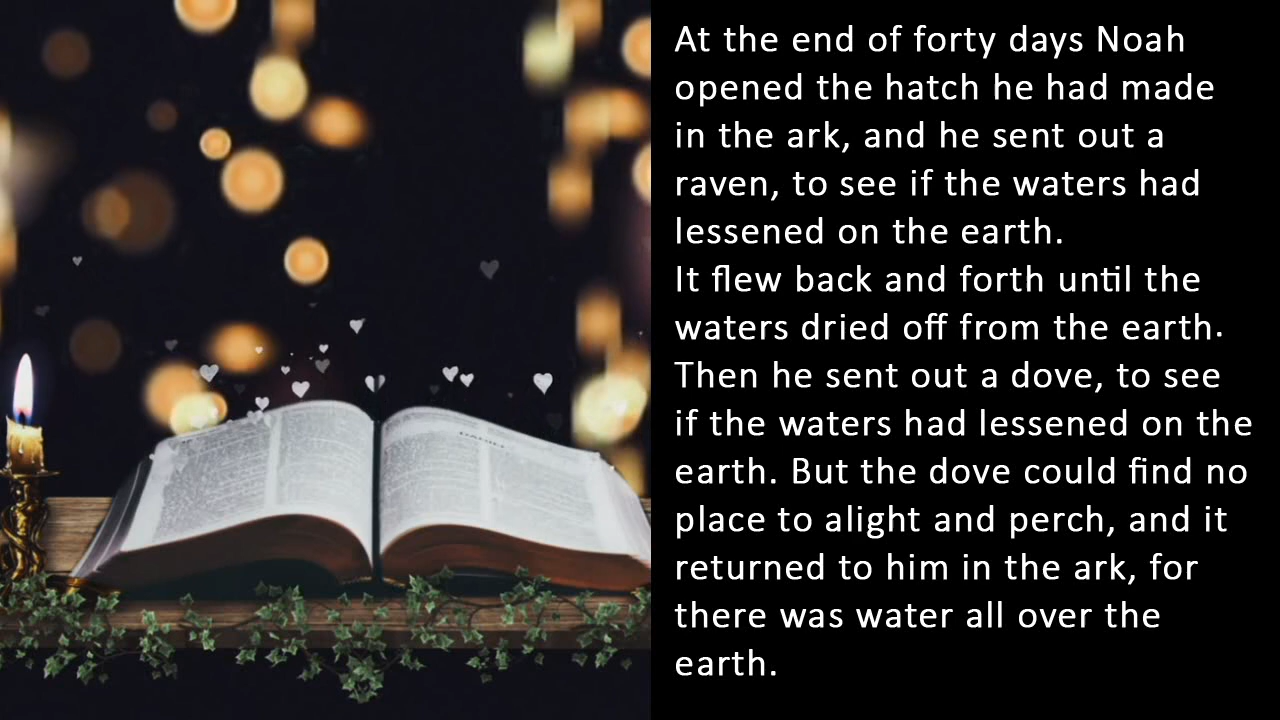 At the end of forty days Noah
opened the hatch he had made
in the ark, and he sent out a
raven, to see if the waters had
lessened on the earth.
It flew back and forth until the
waters dried off from the earth.
Then he sent out a dove, to see
if the waters had lessened on the
earth. But the dove could find no
place to alight and perch, and it
returned to him in the ark, for
there was water all over the
earth.